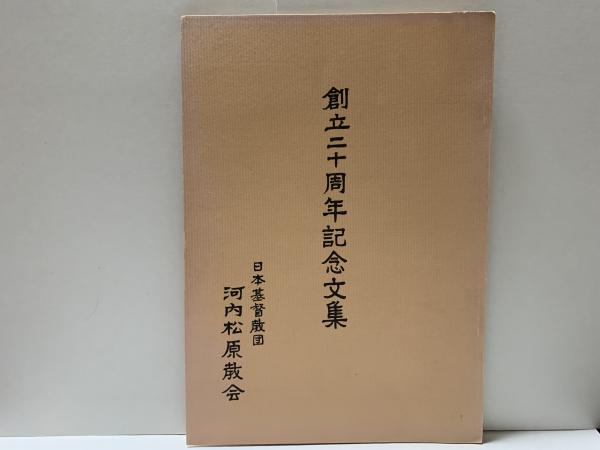 創立二十周年記念文集
日本基督教団
河内松原教会